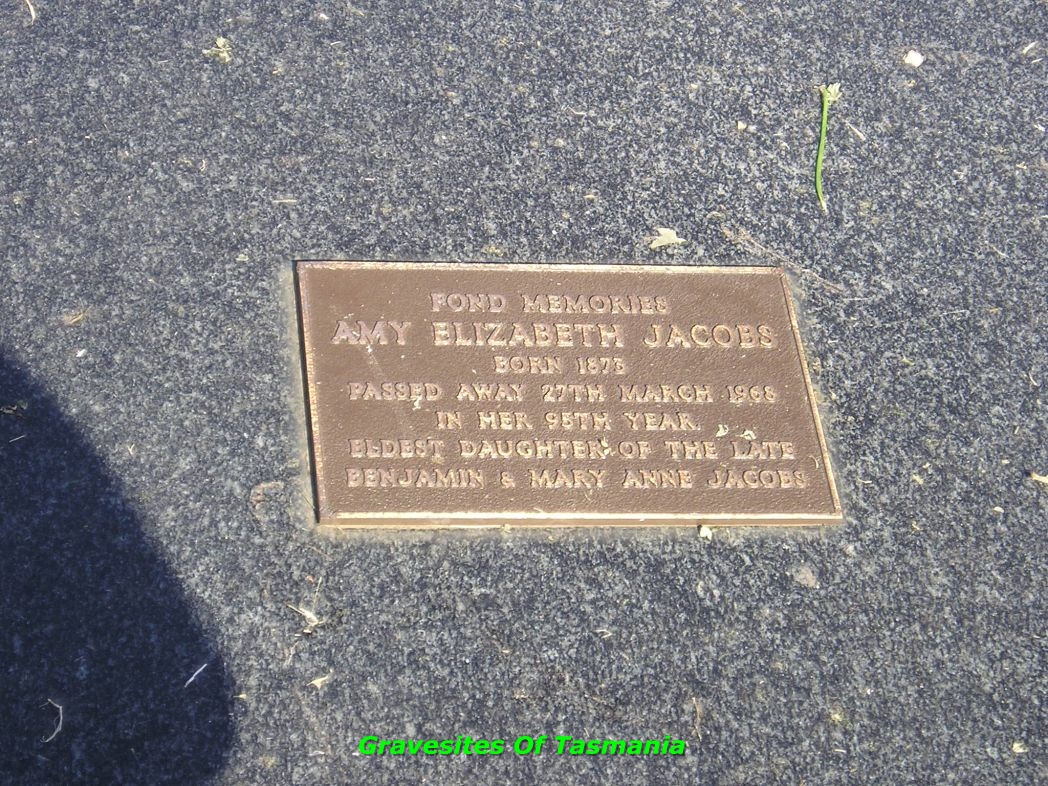 FOND MEMORIES
AMY ELIZABETH JACOBS
BORN 1873
PASSED AWAY 27TH MARCH 1968
IN HER 95TH YEAR.
ELDEST DAUGHTER OF THE LATE
BENJAMIN & MARY ANNE JACOBS
Gravesites Of Tasmania